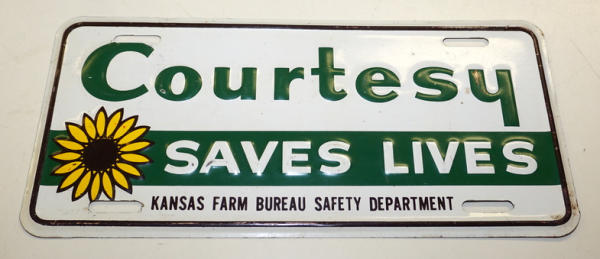 Courtesy
SAVES LIVES
KANSAS FARM BUREAU SAFETY DEPARTMENT